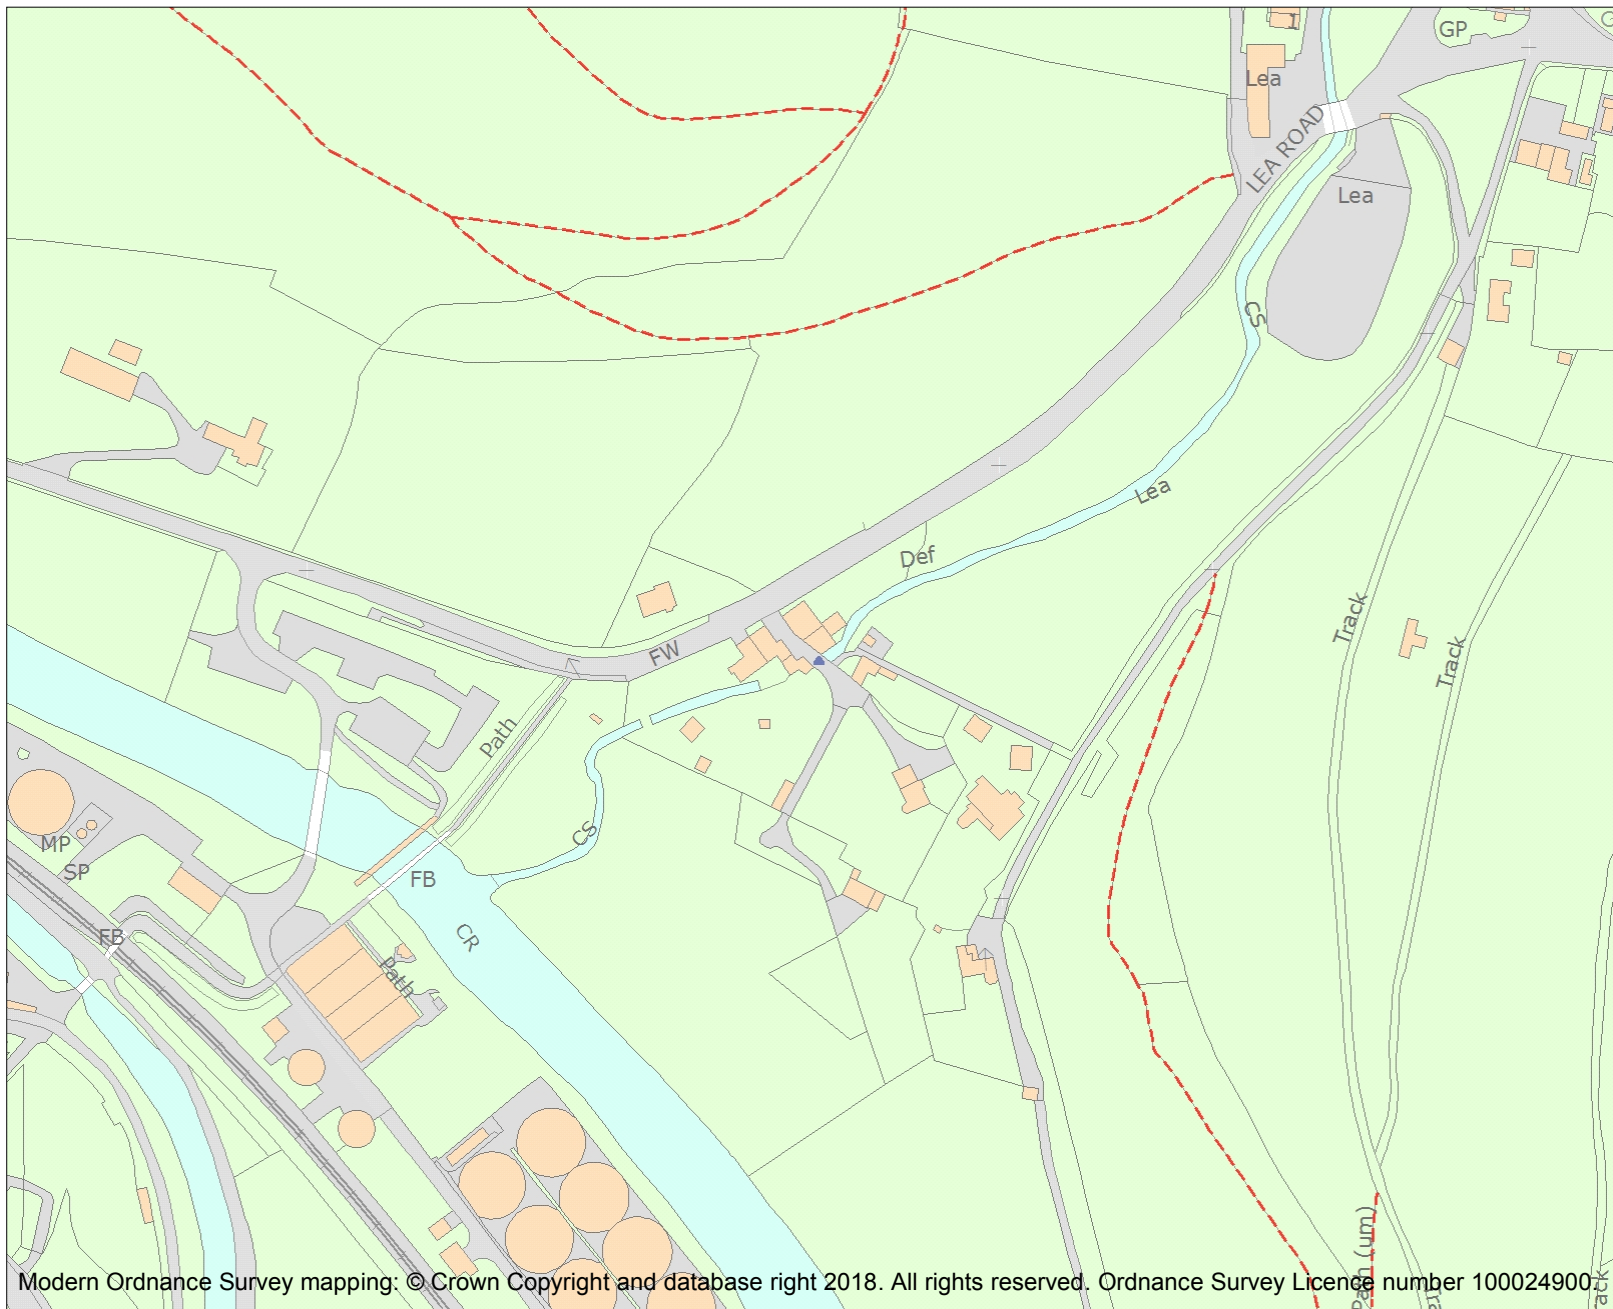 GP
1
Lea
LEA ROAD
Lea
CS
Lea
Def
Track
Track
FW
Path
CS
MP
SP
FB
FB
CR
Path
Path (um)
Modern Ordnance Survey mapping: © Crown Copyright and database right 2018. All rights reserved. Ordnance Survey Licence number 100024900.